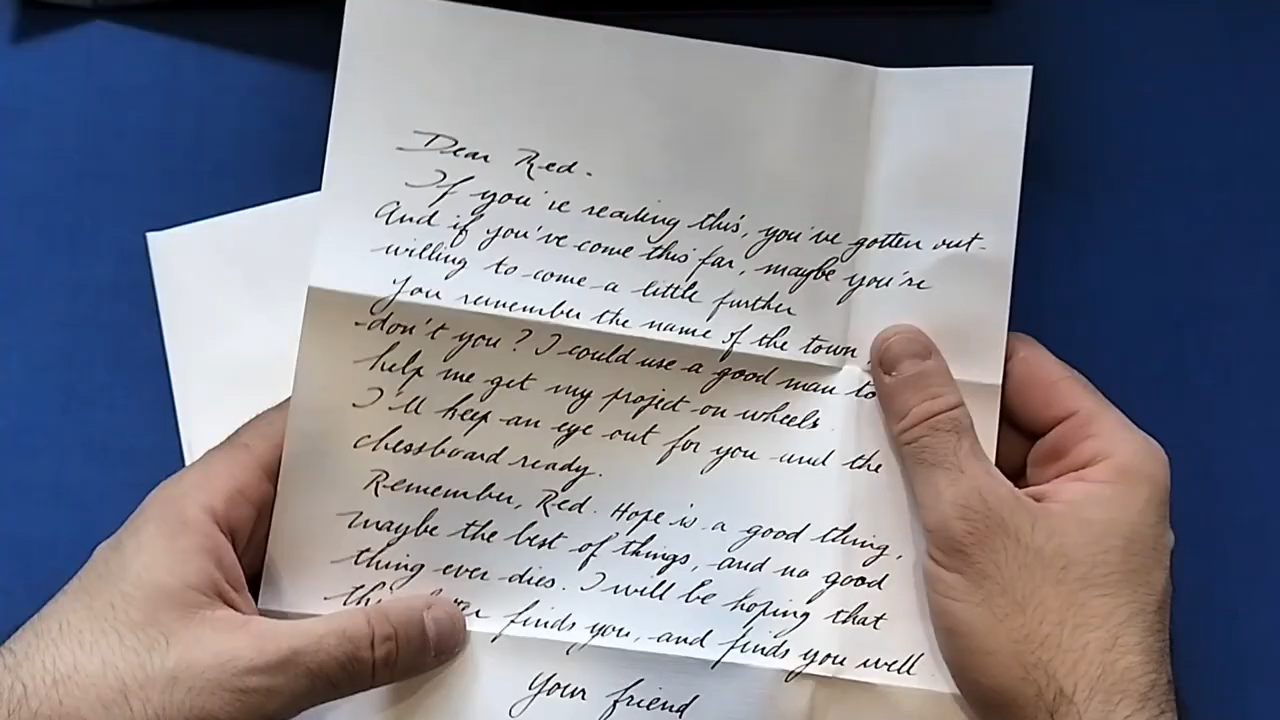 Dear Red.
If you're reading this, you've gotten out.
And if you've come this far, maybe you're
willing to come a little further
You remember the name of the town
-don't you? I could use a good man to
help me get my project on wheels.
I'll keep an eye out for you and the
chessboard ready.
Remember, Red. Hope is a good thing,
maybe the best of things, and no good
thing ever dies. I will be hoping that
finds you, and finds you well
Your friend